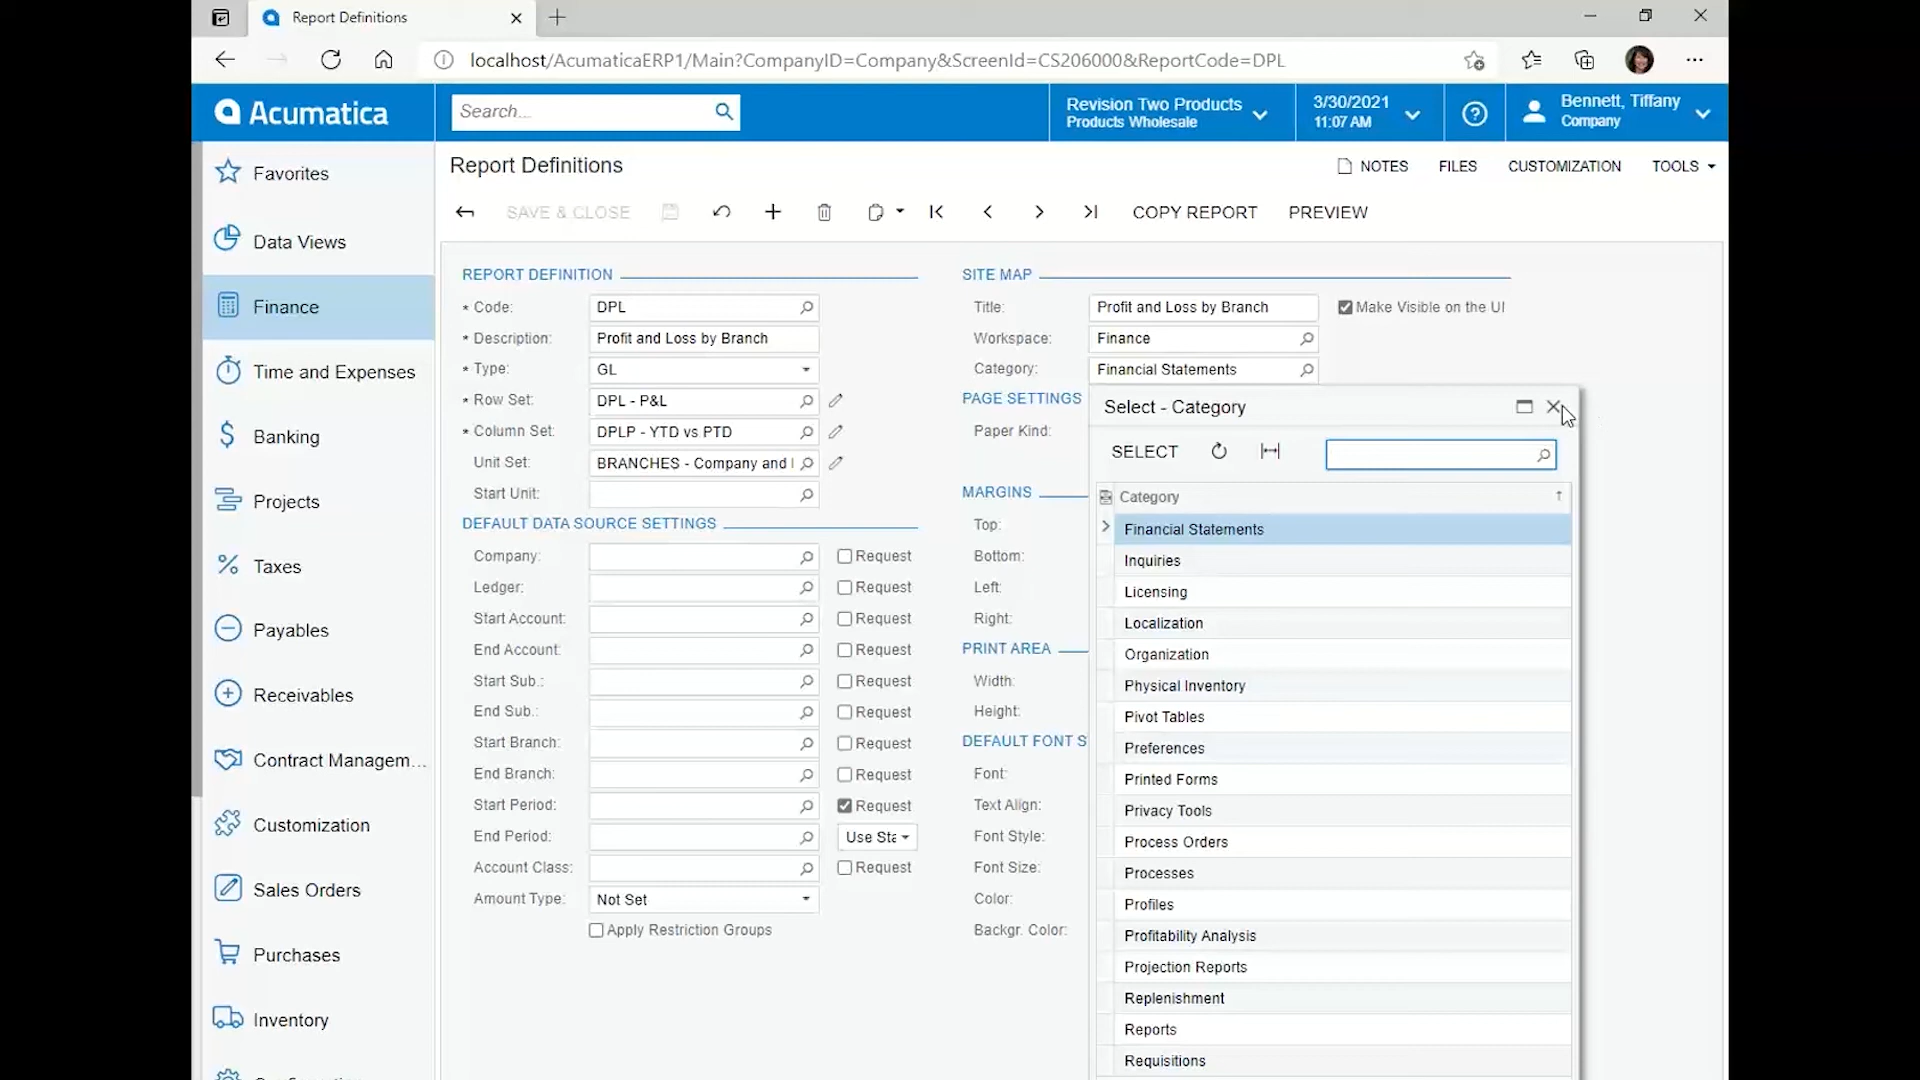 Report Definitions
localhost/AcumaticaERP1/Main?CompanyID=Company&ScreenId=CS206000&ReportCode=DPL
Acumatica
Search...
Revision Two Products
Products Wholesale
3/30/2021
11:07 AM
Bennett, Tiffany
Company
Favorites
Data Views
Finance
Time and Expenses
Banking
Projects
Taxes
Payables
Receivables
Contract Managem...
Customization
Sales Orders
Purchases
Inventory
Report Definitions
NOTES
FILES
CUSTOMIZATION
TOOLS
SAVE & CLOSE
COPY REPORT
PREVIEW
REPORT DEFINITION
* Code: DPL
* Description: Profit and Loss by Branch
* Type: GL
* Row Set: DPL - P&L
* Column Set: DPLP - YTD vs PTD
Unit Set: BRANCHES - Company and
Start Unit:
DEFAULT DATA SOURCE SETTINGS
Company: Request
Ledger: Request
Start Account: Request
End Account: Request
Start Sub.: Request
End Sub.: Request
Start Branch: Request
End Branch: Request
Start Period: Request
End Period: Use Sta
Account Class: Request
Amount Type: Not Set
Apply Restriction Groups
SITE MAP
Title: Profit and Loss by Branch Make Visible on the UI
Workspace: Finance
Category: Financial Statements
PAGE SETTINGS
Paper Kind:
MARGINS
Top:
Bottom:
Left:
Right:
PRINT AREA
Width:
Height:
DEFAULT FONT S
Font:
Text Align:
Font Style:
Font Size:
Color:
Backgr. Color:
Select - Category
SELECT
Category
Financial Statements
Inquiries
Licensing
Localization
Organization
Physical Inventory
Pivot Tables
Preferences
Printed Forms
Privacy Tools
Process Orders
Processes
Profiles
Profitability Analysis
Projection Reports
Replenishment
Reports
Requisitions